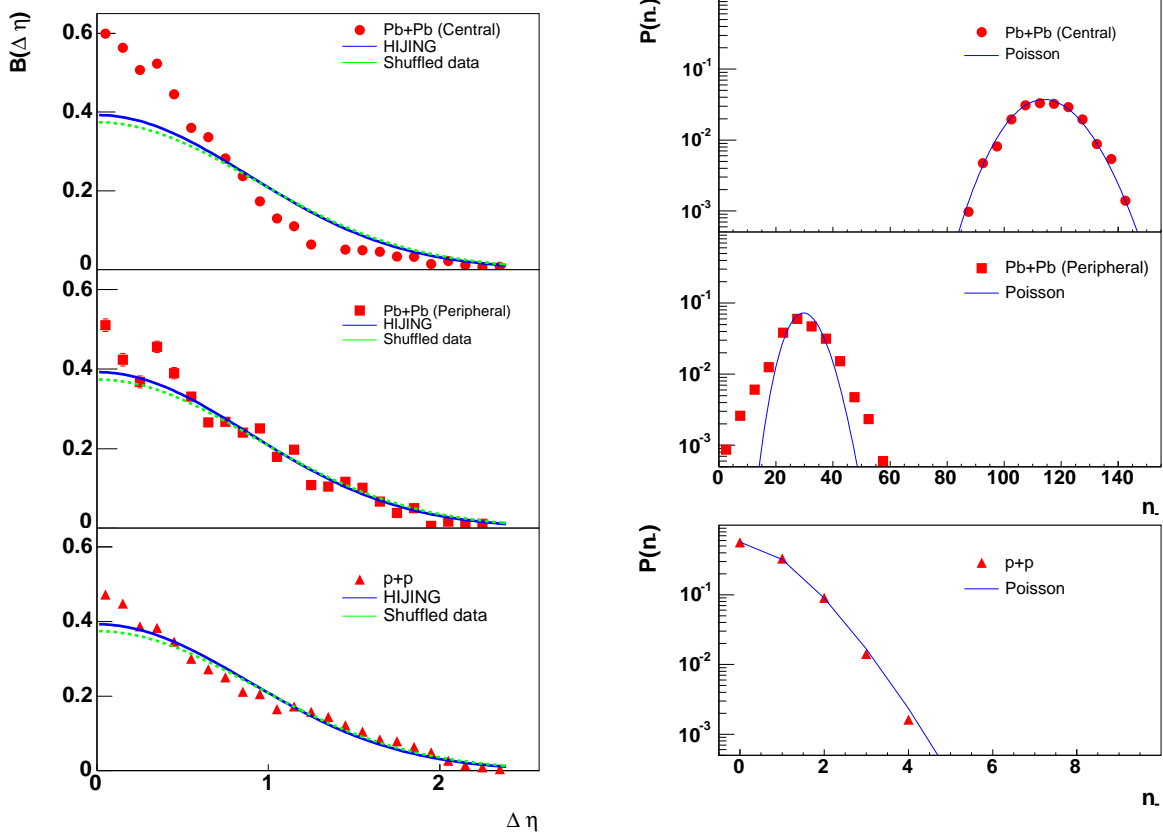 B(Δ η)
0.6
0.4
0.2
0
Pb+Pb (Central)
HIJING
Shuffled data
0.6
0.4
0.2
0
Pb+Pb (Peripheral)
HIJING
Shuffled data
0.6
0.4
0.2
0
p+p
HIJING
Shuffled data
0 1 2
Δ η
P(n-)
10-1
10-2
10-3
Pb+Pb (Central)
Poisson
10-1
10-2
10-3
Pb+Pb (Peripheral)
Poisson
0 20 40 60 80 100 120 140
n-
P(n-)
10-1
10-2
10-3
p+p
Poisson
0 2 4 6 8
n-